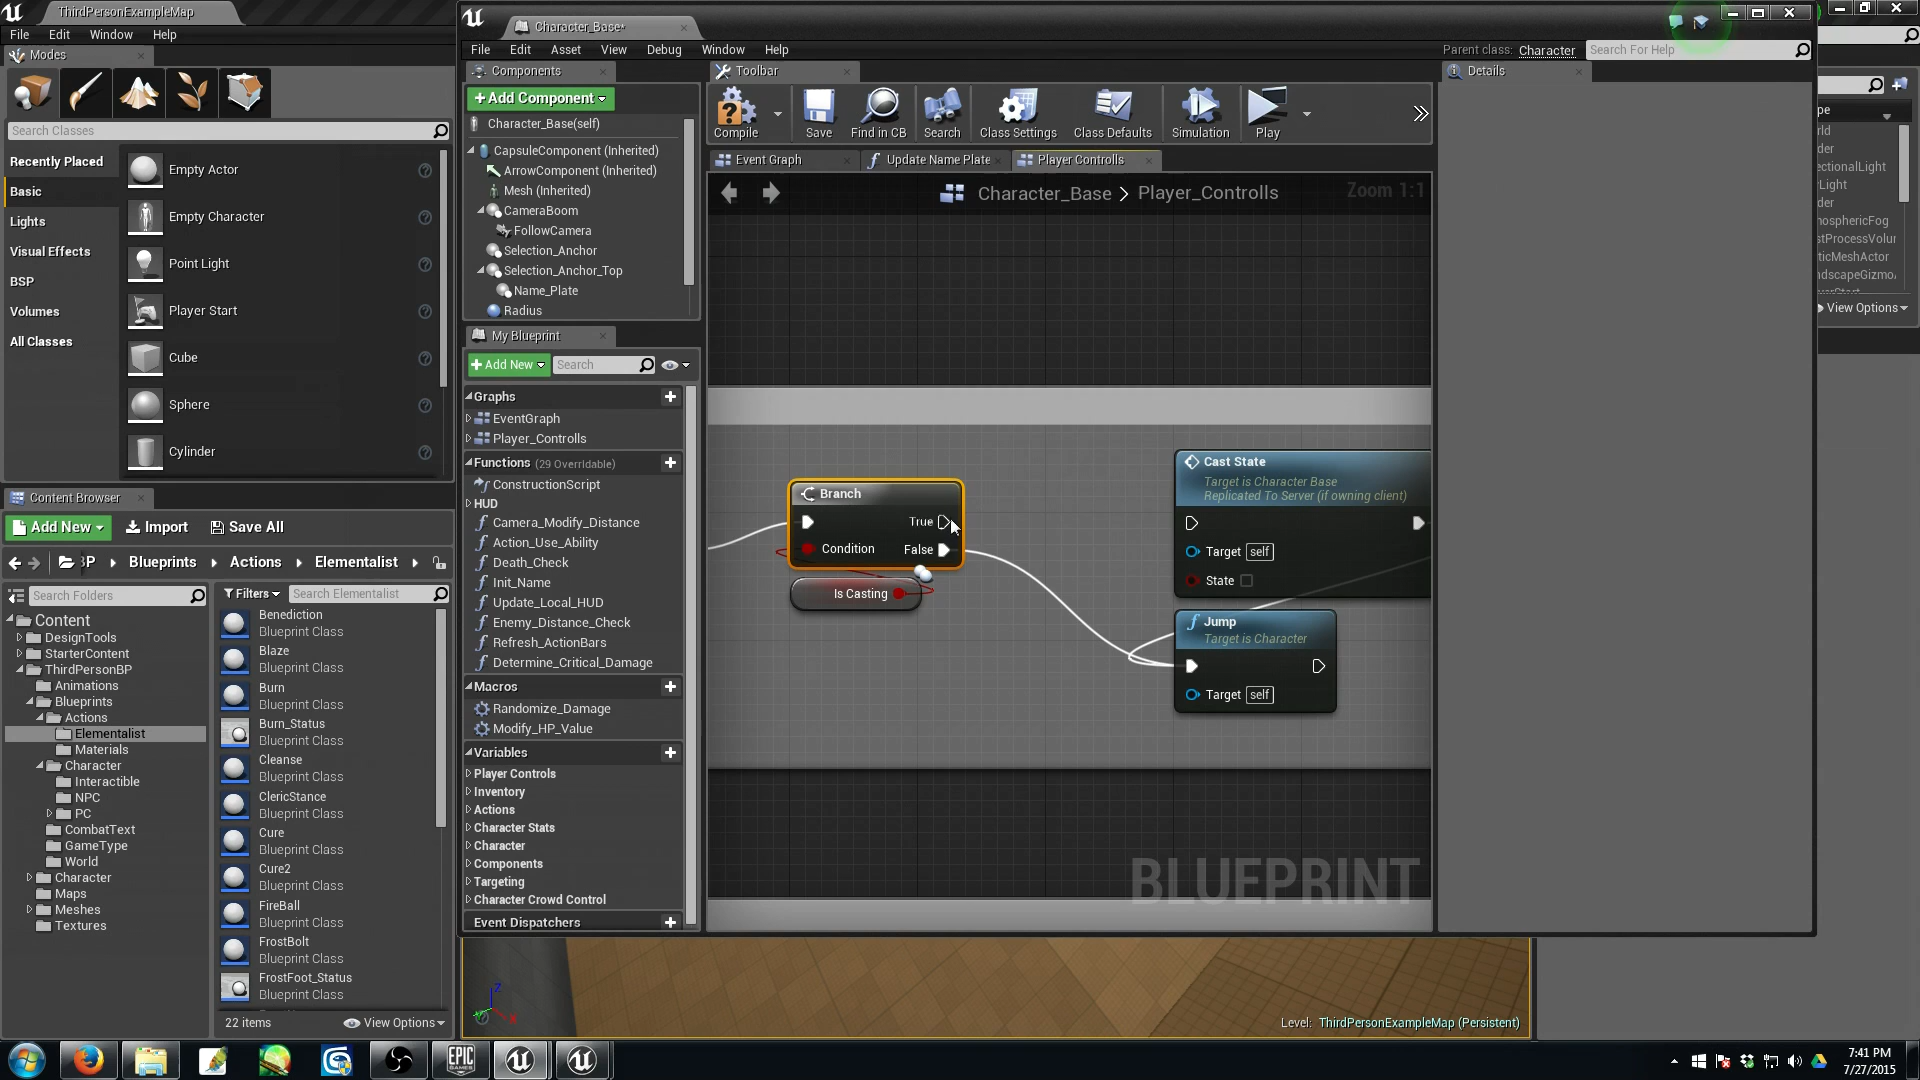 ThirdPersonExampleMap
File Edit Window Help
Modes
Search Classes
Recently Placed
Basic
Lights
Visual Effects
BSP
Volumes
All Classes
Empty Actor
Empty Character
Point Light
Player Start
Cube
Sphere
Cylinder
Content Browser
Add New Import Save All
Blueprints Actions Elementalist
Search Folders
Filters Search Elementalist
Content
DesignTools
StarterContent
ThirdPersonBP
Animations
Blueprints
Actions
Elementalist
Materials
Character
Interactible
NPC
PC
CombatText
GameType
World
Character
Maps
Meshes
Textures
Benediction
Blueprint Class
Blaze
Blueprint Class
Burn
Blueprint Class
Burn_Status
Blueprint Class
Cleanse
Blueprint Class
ClericStance
Blueprint Class
Cure
Blueprint Class
Cure2
Blueprint Class
FireBall
Blueprint Class
FrostBolt
Blueprint Class
FrostFoot_Status
Blueprint Class
22 items View Options
Character_Base*
File Edit Asset View Debug Window Help
Parent class: Character Search For Help
Components
+Add Component
Character_Base(self)
CapsuleComponent (Inherited)
ArrowComponent (Inherited)
Mesh (Inherited)
CameraBoom
FollowCamera
Selection_Anchor
Selection_Anchor_Top
Name_Plate
Radius
My Blueprint
+Add New Search
Graphs
EventGraph
Player_Controlls
Functions (29 Overridable)
ConstructionScript
HUD
Camera_Modify_Distance
Action_Use_Ability
Death_Check
Init_Name
Update_Local_HUD
Enemy_Distance_Check
Refresh_ActionBars
Determine_Critical_Damage
Macros
Randomize_Damage
Modify_HP_Value
Variables
Player Controls
Inventory
Actions
Character Stats
Character
Components
Targeting
Character Crowd Control
Event Dispatchers
Toolbar
Compile Save Find in CB Search Class Settings Class Defaults Simulation Play
Event Graph Update Name Plate Player Controlls
Character_Base > Player_Controlls
Zoom 1:1
Branch
True
Condition False
Is Casting
Cast State
Target is Character Base
Replicated To Server (if owning client)
Target self
State
Jump
Target is Character
Target self
BLUEPRINT
Details
View Options
Level: ThirdPersonExampleMap (Persistent)
EPIC
GAMES
7:41 PM
7/27/2015